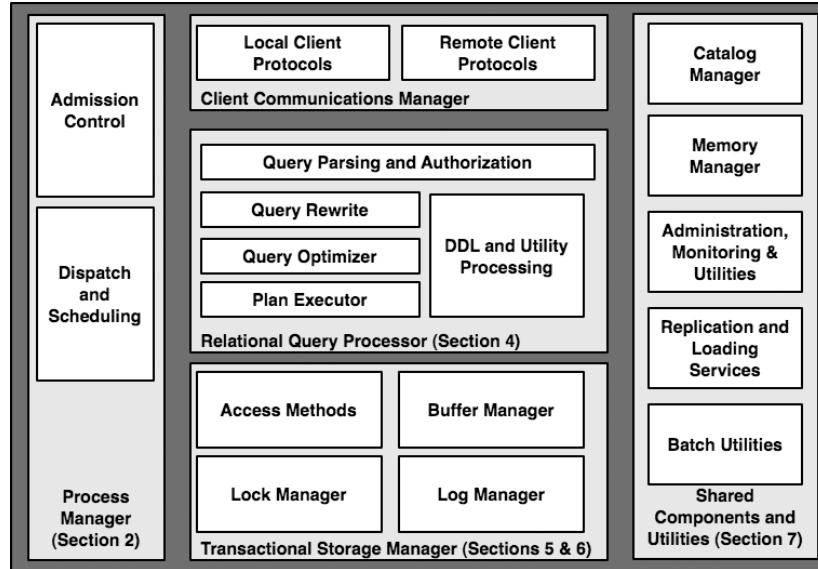 Admission
Control
Dispatch
and
Scheduling
Process
Manager
(Section 2)
Local Client
Protocols
Remote Client
Protocols
Client Communications Manager
Query Parsing and Authorization
Query Rewrite
Query Optimizer
Plan Executor
DDL and Utility
Processing
Relational Query Processor (Section 4)
Access Methods
Buffer Manager
Lock Manager
Log Manager
Transactional Storage Manager (Sections 5 & 6)
Catalog
Manager
Memory
Manager
Administration,
Monitoring &
Utilities
Replication and
Loading
Services
Batch Utilities
Shared
Components and
Utilities (Section 7)